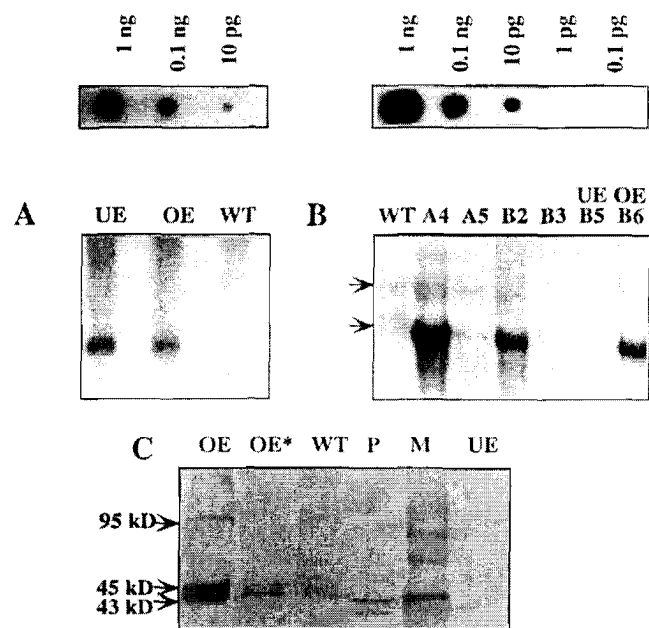 1 ng 0.1 ng 10 pg
1 ng 0.1 ng 10 pg 1 pg 0.1 pg
A
UE OE WT
B
UE OE
WT A4 A5 B2 B3 B5 B6
C
OE OE* WT P M UE
95 kD
45 kD
43 kD